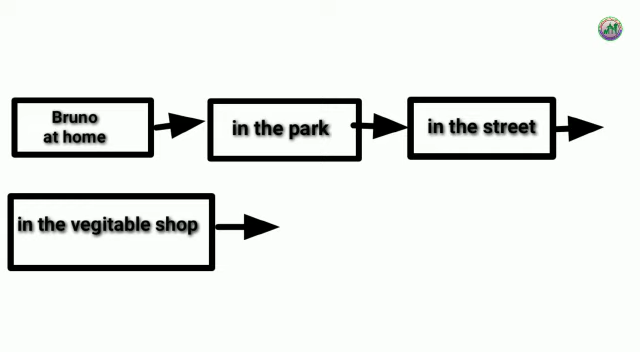 Bruno
at home
in the park
in the street
in the vegitable shop